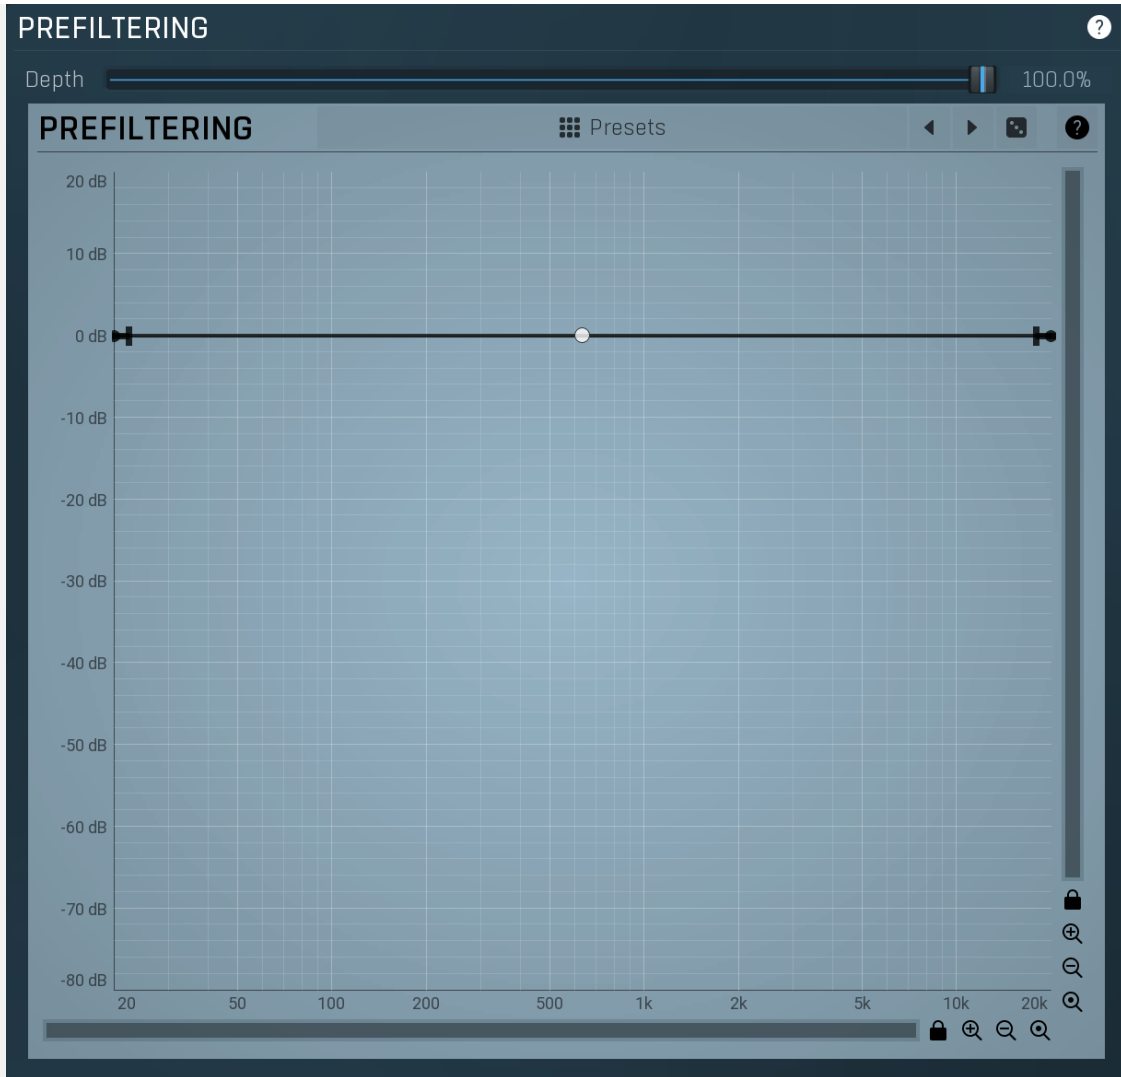 PREFILTERING
?
Depth 100.0%
PREFILTERING Presets ?
20 dB
10 dB
0 dB
-10 dB
-20 dB
-30 dB
-40 dB
-50 dB
-60 dB
-70 dB
-80 dB
20 50 100 200 500 1k 2k 5k 10k 20k